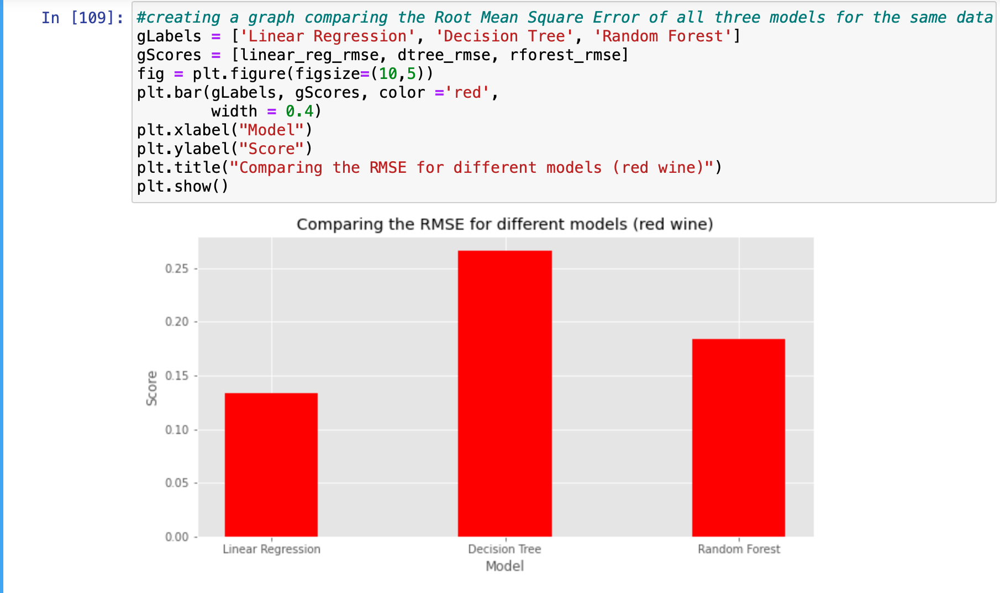 In [109]:
#creating a graph comparing the Root Mean Square Error of all three models for the same data
gLabels = ['Linear Regression', 'Decision Tree', 'Random Forest']
gScores = [linear_reg_rmse, dtree_rmse, rforest_rmse]
fig = plt.figure(figsize=(10,5))
plt.bar(gLabels, gScores, color ='red',
        width = 0.4)
plt.xlabel("Model")
plt.ylabel("Score")
plt.title("Comparing the RMSE for different models (red wine)")
plt.show()
Comparing the RMSE for different models (red wine)
0.25
0.20
0.15
0.10
0.05
0.00
Score
Linear Regression
Decision Tree
Random Forest
Model